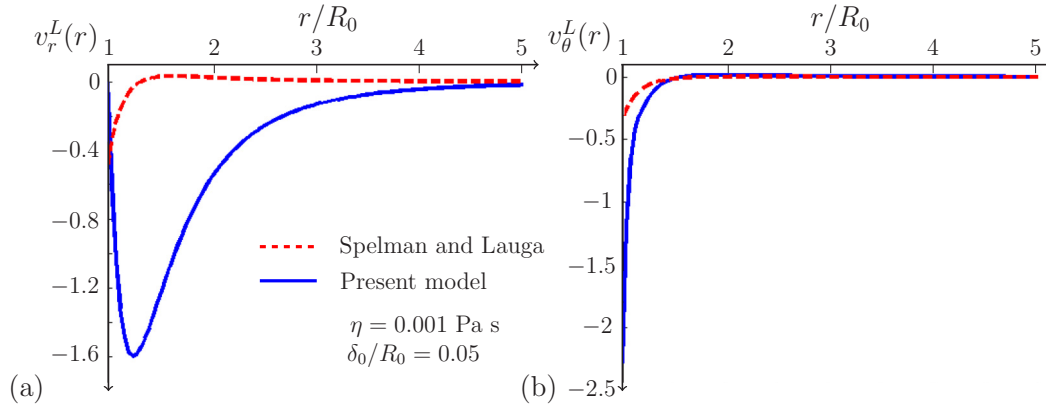 v_r^L(r)
r/R_0
1 2 3 4 5
0
−0.4
−0.8
−1.2
−1.6
Spelman and Lauga
Present model
η = 0.001 Pa s
δ_0/R_0 = 0.05
(a)
v_θ^L(r)
r/R_0
1 2 3 4 5
0
−0.5
−1
−1.5
−2
−2.5
(b)